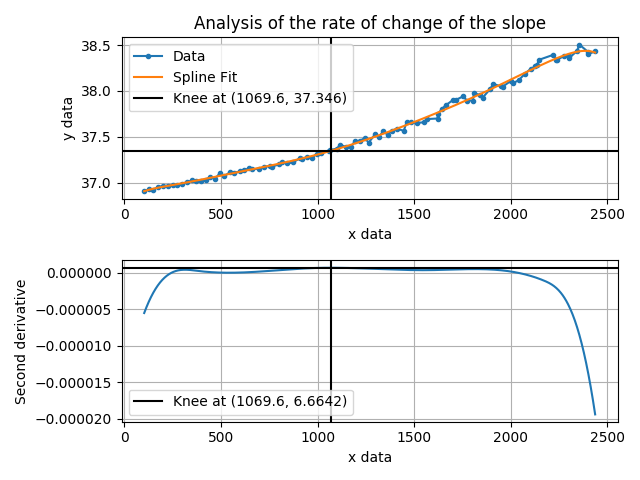 Analysis of the rate of change of the slope
38.5
38.0
37.5
37.0
y data
Data
Spline Fit
Knee at (1069.6, 37.346)
0
500
1000
1500
2000
2500
x data
0.000000
−0.000005
−0.000010
−0.000015
−0.000020
Second derivative
Knee at (1069.6, 6.6642)
0
500
1000
1500
2000
2500
x data